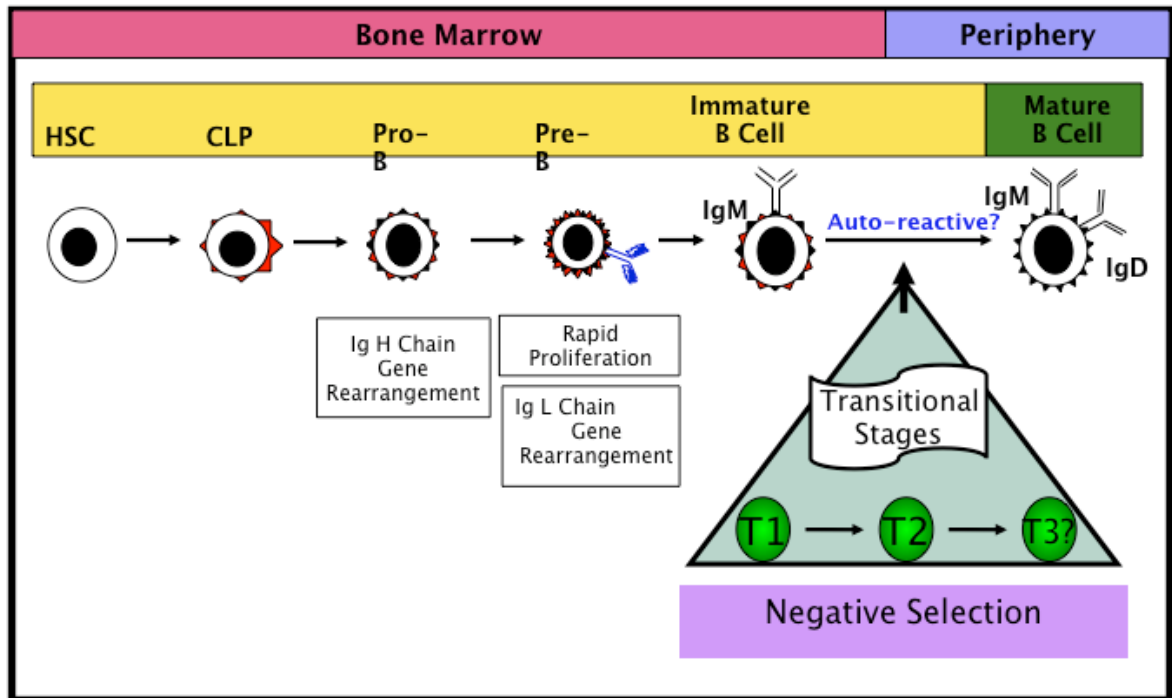 Bone Marrow
Periphery
HSC
CLP
Pro-
B
Pre-
B
Immature
B Cell
Mature
B Cell
IgM
Auto-reactive?
IgM
IgD
Ig H Chain
Gene
Rearrangement
Rapid
Proliferation
Ig L Chain
Gene
Rearrangement
Transitional
Stages
T1
T2
T3?
Negative Selection